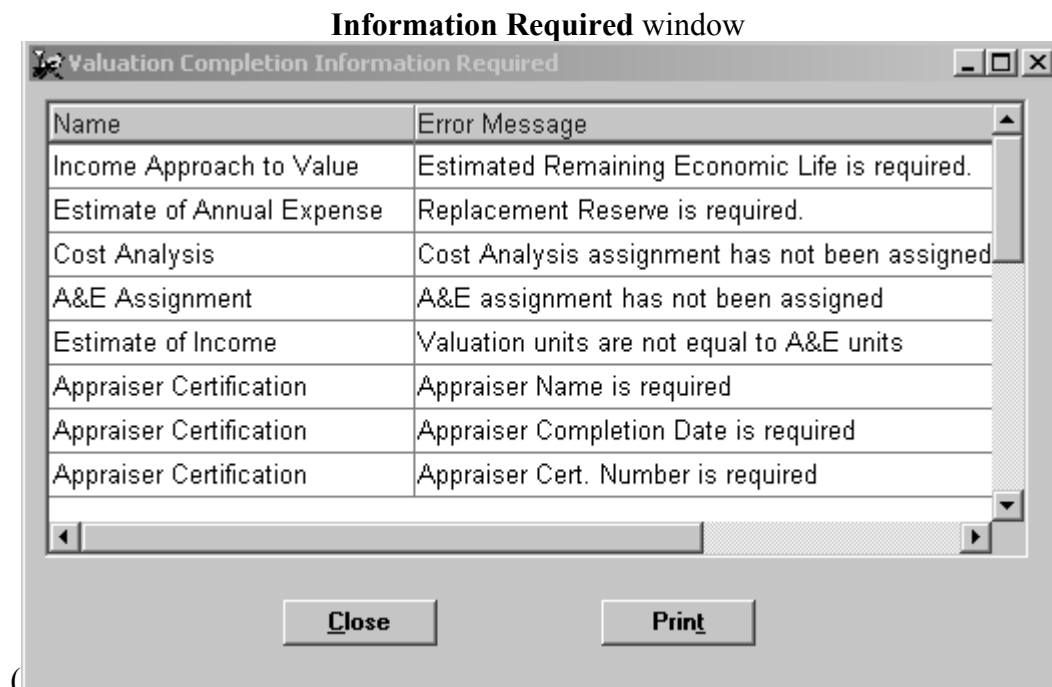 Information Required window
Valuation Completion Information Required
Name Error Message
Income Approach to Value Estimated Remaining Economic Life is required.
Estimate of Annual Expense Replacement Reserve is required.
Cost Analysis Cost Analysis assignment has not been assigned
A&E Assignment A&E assignment has not been assigned
Estimate of Income Valuation units are not equal to A&E units
Appraiser Certification Appraiser Name is required
Appraiser Certification Appraiser Completion Date is required
Appraiser Certification Appraiser Cert. Number is required
Close Print
(